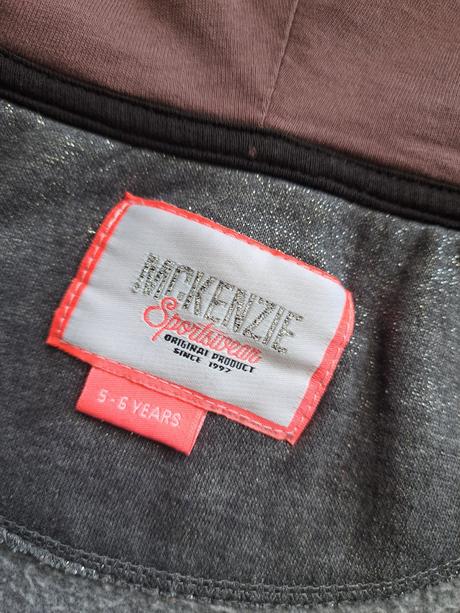 MCKENZIE
Sportswear
ORIGINAL PRODUCT
SINCE 1997
5-6 YEARS